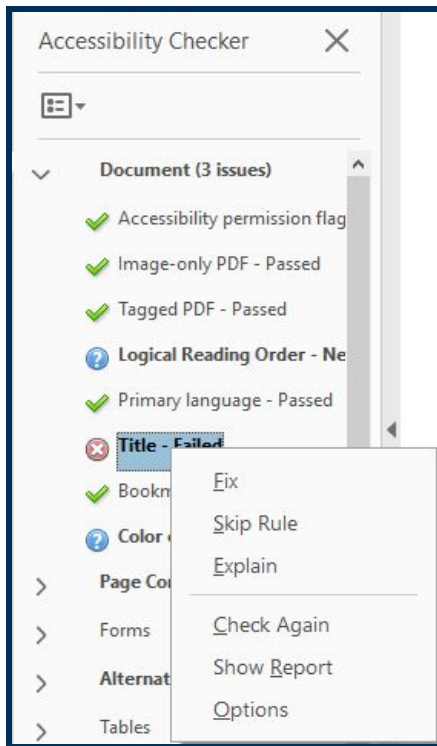 Accessibility Checker
Document (3 issues)
Accessibility permission flag
Image-only PDF - Passed
Tagged PDF - Passed
Logical Reading Order - Ne
Primary language - Passed
Title - Failed
Bookm
Color
Page Con
Forms
Alternat
Tables
Fix
Skip Rule
Explain
Check Again
Show Report
Options